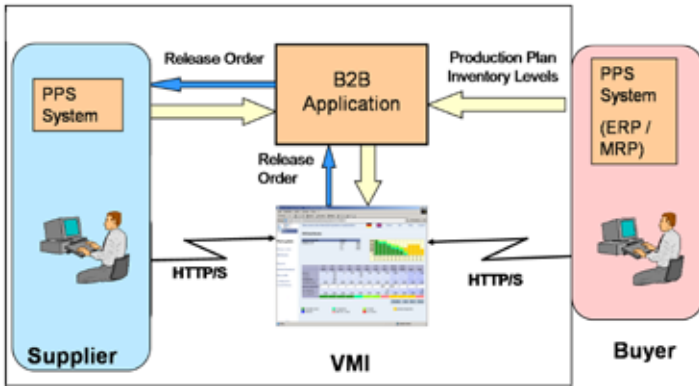 Release Order
Production Plan
Inventory Levels
PPS
System
B2B
Application
PPS
System
(ERP /
MRP)
Release
Order
HTTP/S
HTTP/S
Supplier
VMI
Buyer